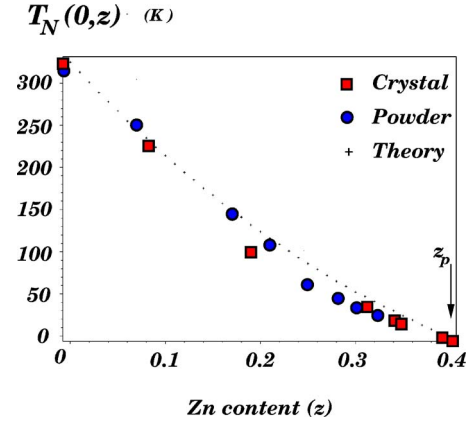 T_N(0,z) (K)
300
250
200
150
100
50
0
Crystal
Powder
Theory
z_p
0 0.1 0.2 0.3 0.4
Zn content (z)